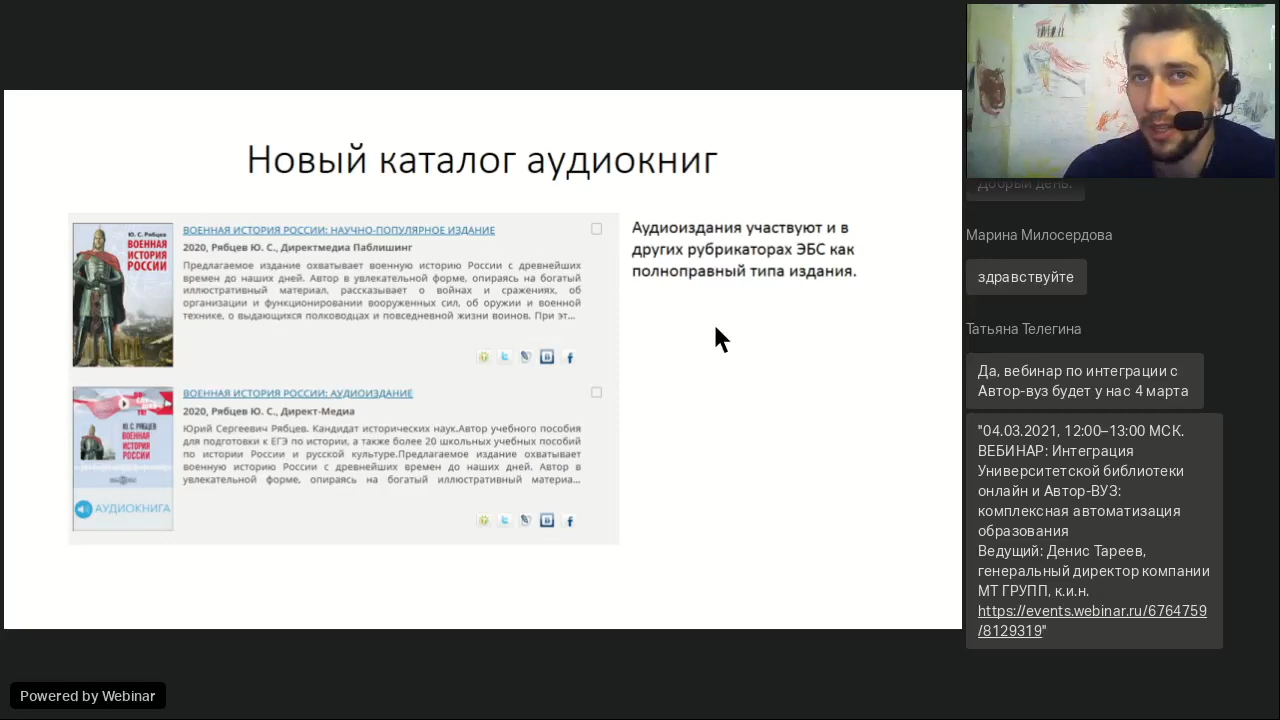 Новый каталог аудиокниг
Ю. С. Рябцев
ВОЕННАЯ
ИСТОРИЯ
РОССИИ
ВОЕННАЯ ИСТОРИЯ РОССИИ: НАУЧНО-ПОПУЛЯРНОЕ ИЗДАНИЕ
2020, Рябцев Ю. С., Директмедиа Паблишинг
Предлагаемое издание охватывает военную историю России с древнейших
времен до наших дней. Автор в увлекательной форме, опираясь на богатый
иллюстративный материал, рассказывает о войнах и сражениях, об
организации и функционировании вооруженных сил, об оружии и военной
технике, о выдающихся полководцах и повседневной жизни воинов. При эт...
Ю.С. РЯБЦЕВ
ВОЕННАЯ
ИСТОРИЯ
РОССИИ
АУДИОКНИГА
ВОЕННАЯ ИСТОРИЯ РОССИИ: АУДИОИЗДАНИЕ
2020, Рябцев Ю. С., Директ-Медиа
Юрий Сергеевич Рябцев. Кандидат исторических наук.Автор учебного пособия
для подготовки к ЕГЭ по истории, а также более 20 школьных учебных пособий
по истории России и русской культуре.Предлагаемое издание охватывает
военную историю России с древнейших времен до наших дней. Автор в
увлекательной форме, опираясь на богатый иллюстративный материа...
Аудиоиздания участвуют и в
других рубрикаторах ЭБС как
полноправный типа издания.
Добрый день.
Марина Милосердова
здравствуйте
Татьяна Телегина
Да, вебинар по интеграции с
Автор-вуз будет у нас 4 марта
"04.03.2021, 12:00–13:00 МСК.
ВЕБИНАР: Интеграция
Университетской библиотеки
онлайн и Автор-ВУЗ:
комплексная автоматизация
образования
Ведущий: Денис Тареев,
генеральный директор компании
МТ ГРУПП, к.и.н.
https://events.webinar.ru/6764759
/8129319"
Powered by Webinar